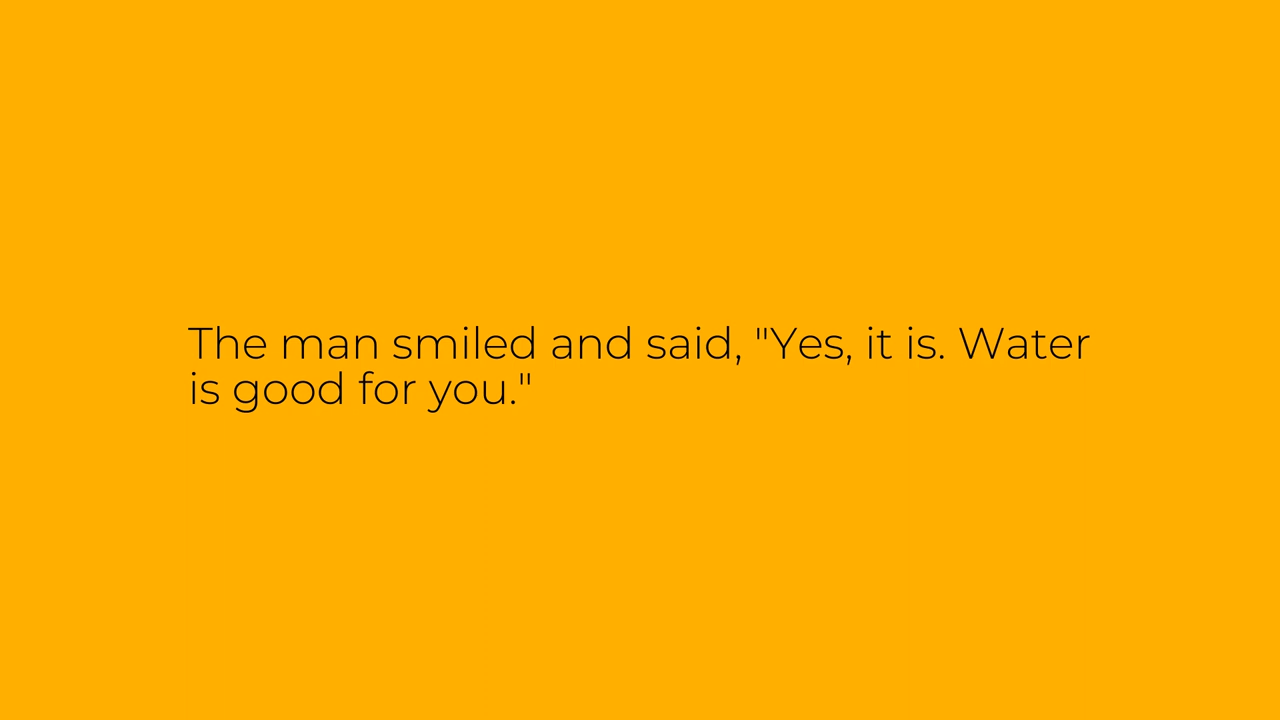 The man smiled and said, "Yes, it is. Water
is good for you."